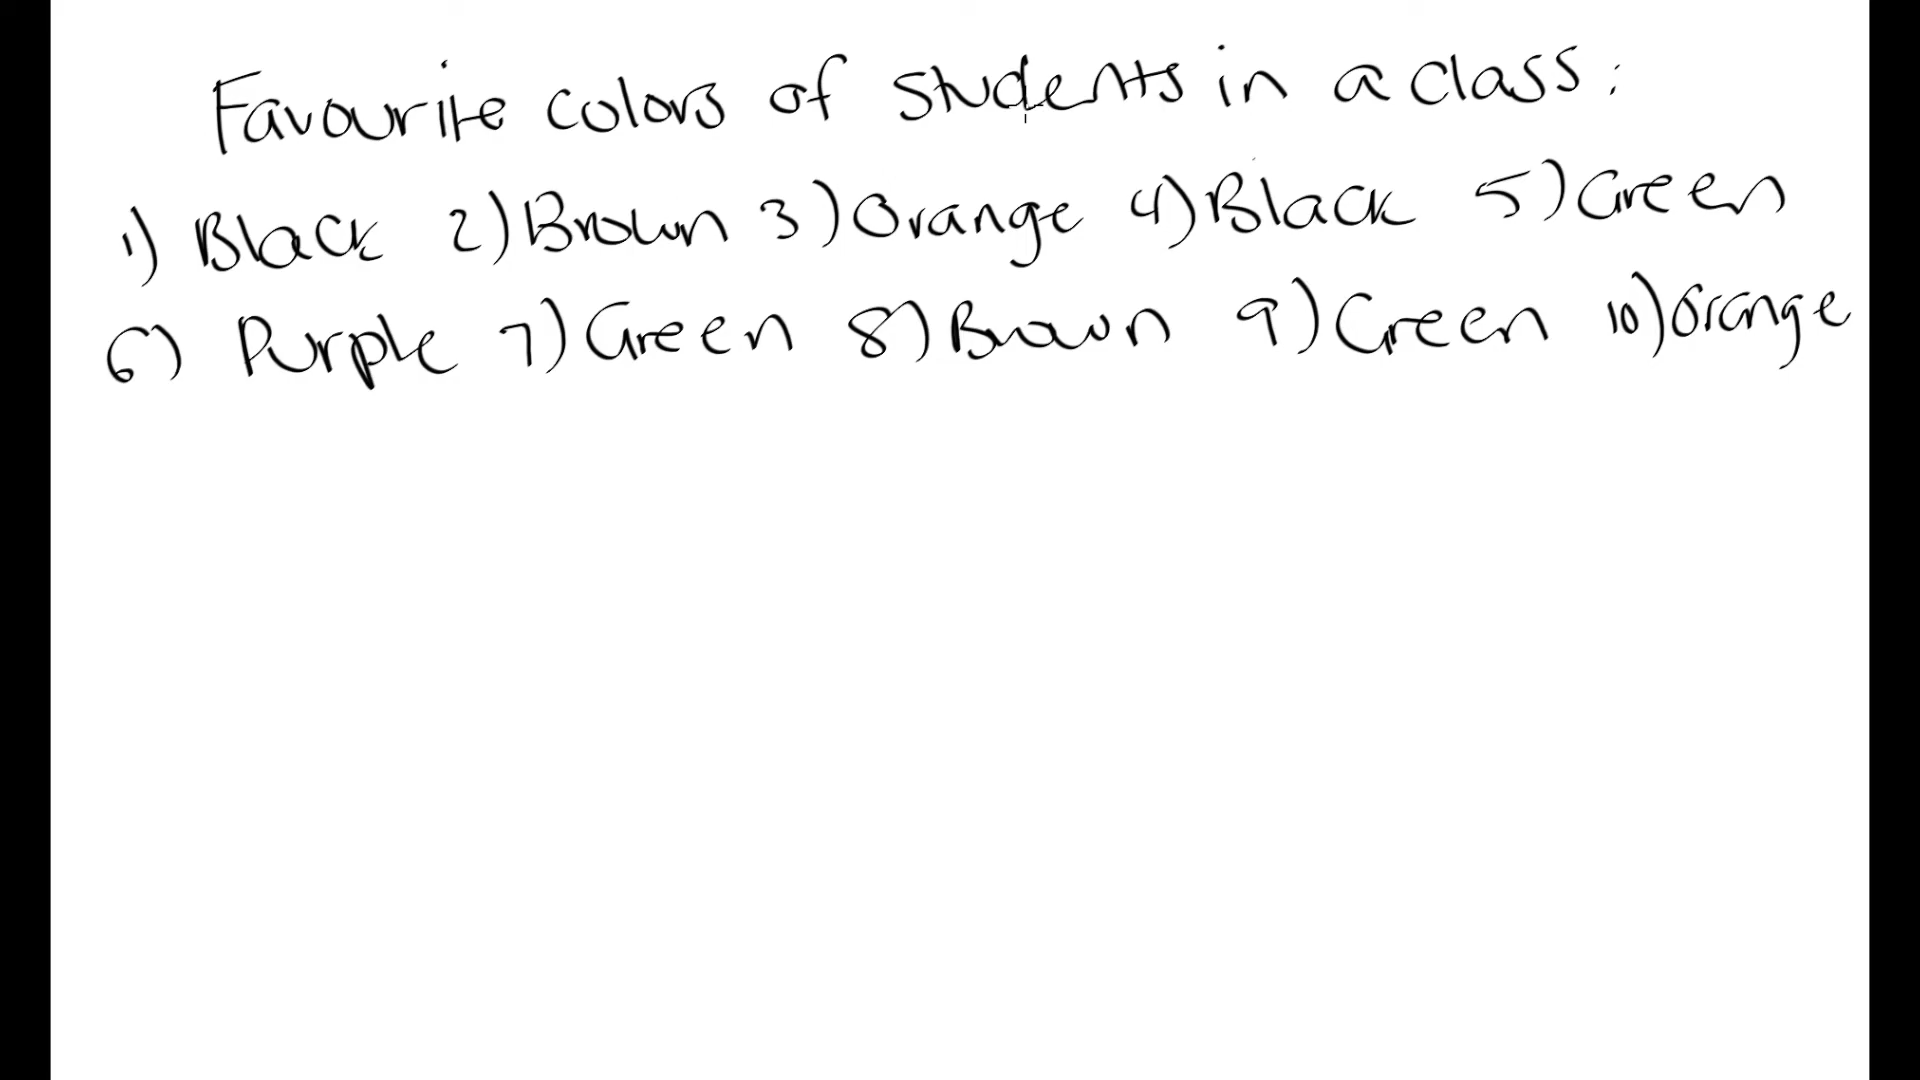 Favourite colors of students in a class:
1) Black 2) Brown 3) Orange 4) Black 5) Green
6) Purple 7) Green 8) Brown 9) Green 10) Orange